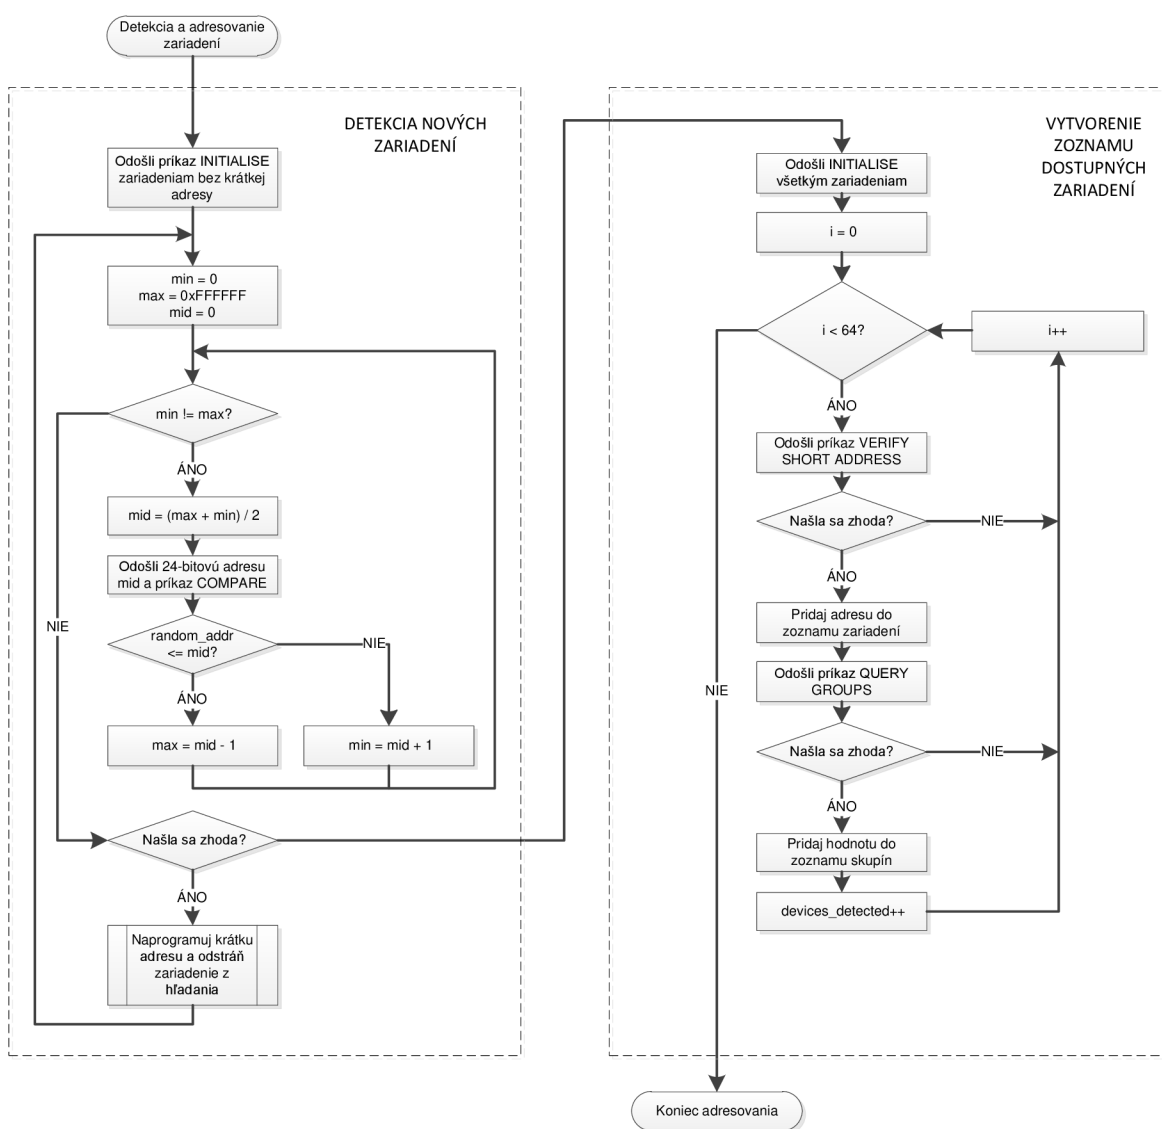 Detekcia a adresovanie
zariadení
DETEKCIA NOVÝCH
ZARIADENÍ
Odošli príkaz INITIALISE
zariadeniam bez krátkej
adresy
min = 0
max = 0xFFFFFF
mid = 0
min != max?
ÁNO
mid = (max + min) / 2
Odošli 24-bitovú adresu
mid a príkaz COMPARE
NIE
random_addr
<= mid?
NIE
ÁNO
max = mid - 1
min = mid + 1
Našla sa zhoda?
ÁNO
Naprogramuj krátku
adresu a odstráň
zariadenie z
hľadania
VYTVORENIE
ZOZNAMU
DOSTUPNÝCH
ZARIADENÍ
Odošli INITIALISE
všetkým zariadeniam
i = 0
i < 64?
i++
ÁNO
Odošli príkaz VERIFY
SHORT ADDRESS
Našla sa zhoda?
NIE
ÁNO
Pridaj adresu do
zoznamu zariadení
Odošli príkaz QUERY
GROUPS
NIE
Našla sa zhoda?
NIE
ÁNO
Pridaj hodnotu do
zoznamu skupín
devices_detected++
Koniec adresovania